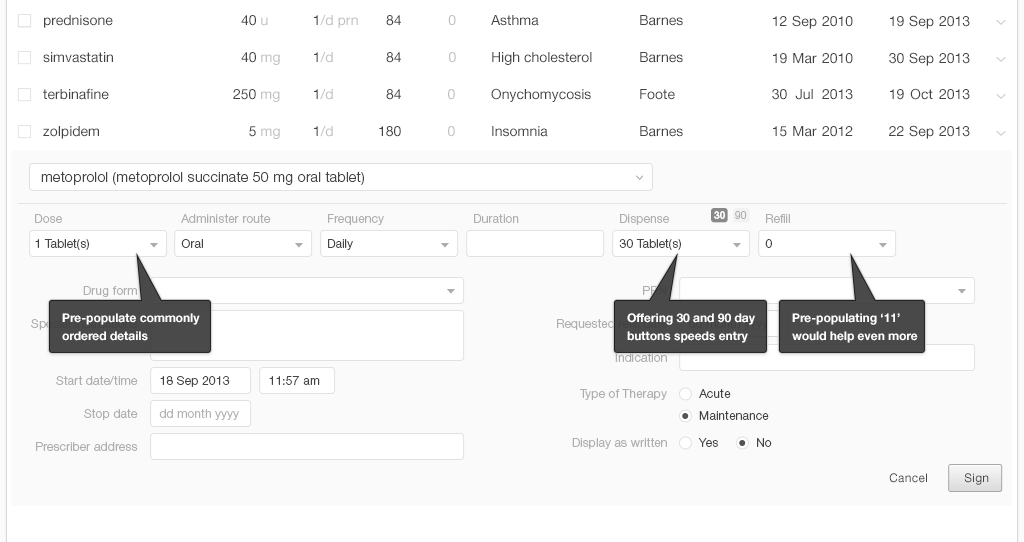 prednisone 40 u 1/d prn 84 0 Asthma Barnes 12 Sep 2010 19 Sep 2013
simvastatin 40 mg 1/d 84 0 High cholesterol Barnes 19 Mar 2010 30 Sep 2013
terbinafine 250 mg 1/d 84 0 Onychomycosis Foote 30 Jul 2013 19 Oct 2013
zolpidem 5 mg 1/d 180 0 Insomnia Barnes 15 Mar 2012 22 Sep 2013
metoprolol (metoprolol succinate 50 mg oral tablet)
Dose Administer route Frequency Duration Dispense 30 90 Refill
1 Tablet(s) Oral Daily 30 Tablet(s) 0
Drug form
Pre-populate commonly
ordered details
Offering 30 and 90 day
buttons speeds entry
Pre-populating ‘11’
would help even more
Requested
Indication
Start date/time 18 Sep 2013 11:57 am
Type of Therapy Acute
Maintenance
Stop date dd month yyyy
Prescriber address
Display as written Yes No
Cancel Sign